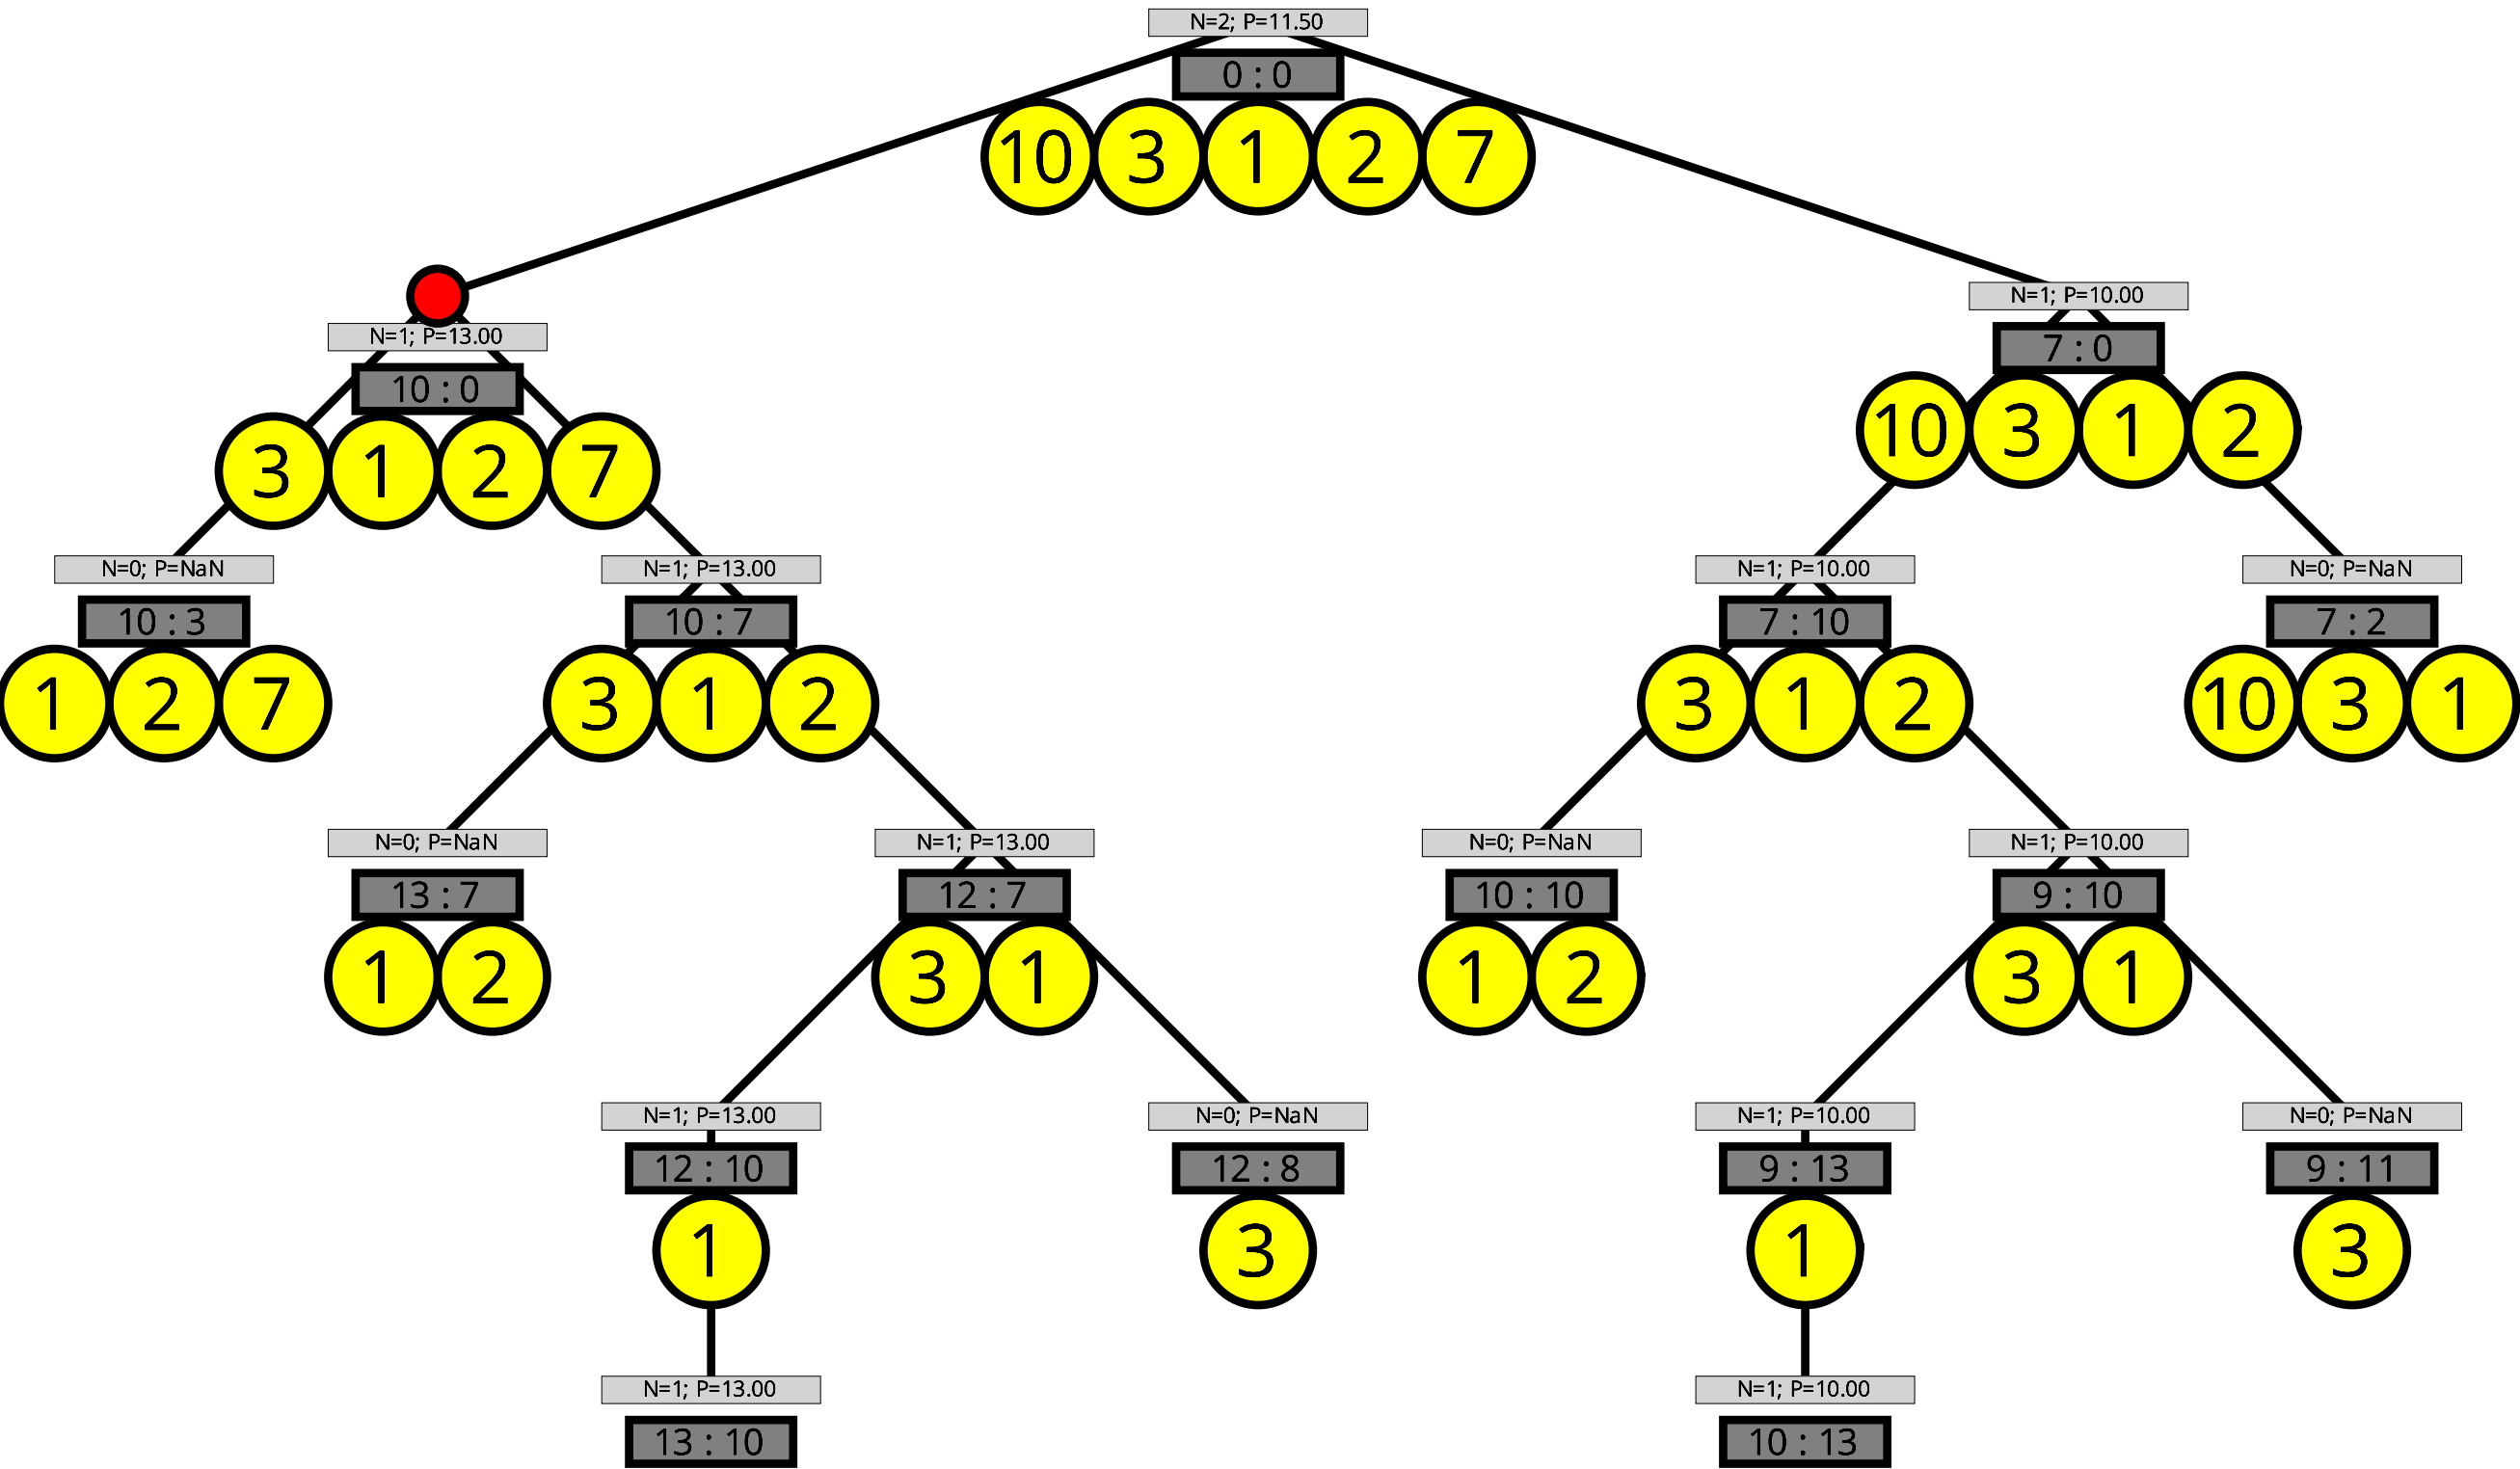 N=2; P=11.50
0 : 0
10 3 1 2 7
N=1; P=10.00
7 : 0
10 3 1 2
N=1; P=13.00
10 : 0
3 1 2 7
N=0; P=NaN
10 : 3
1 2 7
N=1; P=13.00
10 : 7
3 1 2
N=1; P=10.00
7 : 10
3 1 2
N=0; P=NaN
7 : 2
10 3 1
N=0; P=NaN
13 : 7
1 2
N=1; P=13.00
12 : 7
3 1
N=0; P=NaN
10 : 10
1 2
N=1; P=10.00
9 : 10
3 1
N=1; P=13.00
12 : 10
1
N=0; P=NaN
12 : 8
3
N=1; P=10.00
9 : 13
1
N=0; P=NaN
9 : 11
3
N=1; P=13.00
13 : 10
N=1; P=10.00
10 : 13